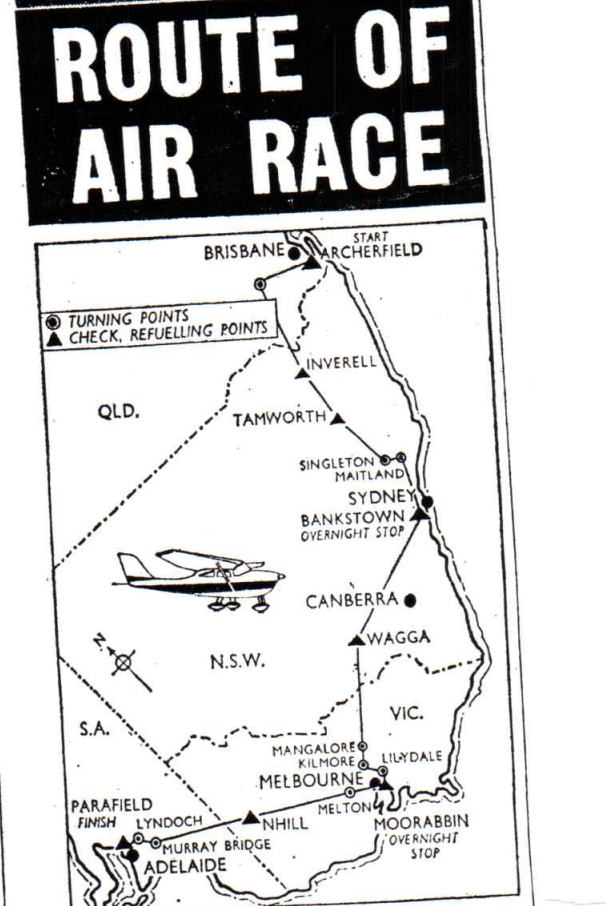 ROUTE OF
AIR RACE
START
BRISBANE
ARCHERFIELD
TURNING POINTS
CHECK, REFUELLING POINTS
INVERELL
QLD.
TAMWORTH
SINGLETON
MAITLAND
SYDNEY
BANKSTOWN
OVERNIGHT STOP
CANBERRA
WAGGA
N
N.S.W.
VIC.
S.A.
MANGALORE
KILMORE
LILYDALE
MELBOURNE
MELTON
MOORABBIN
OVERNIGHT
STOP
PARAFIELD
FINISH
LYNDOCH
NHILL
MURRAY BRIDGE
ADELAIDE